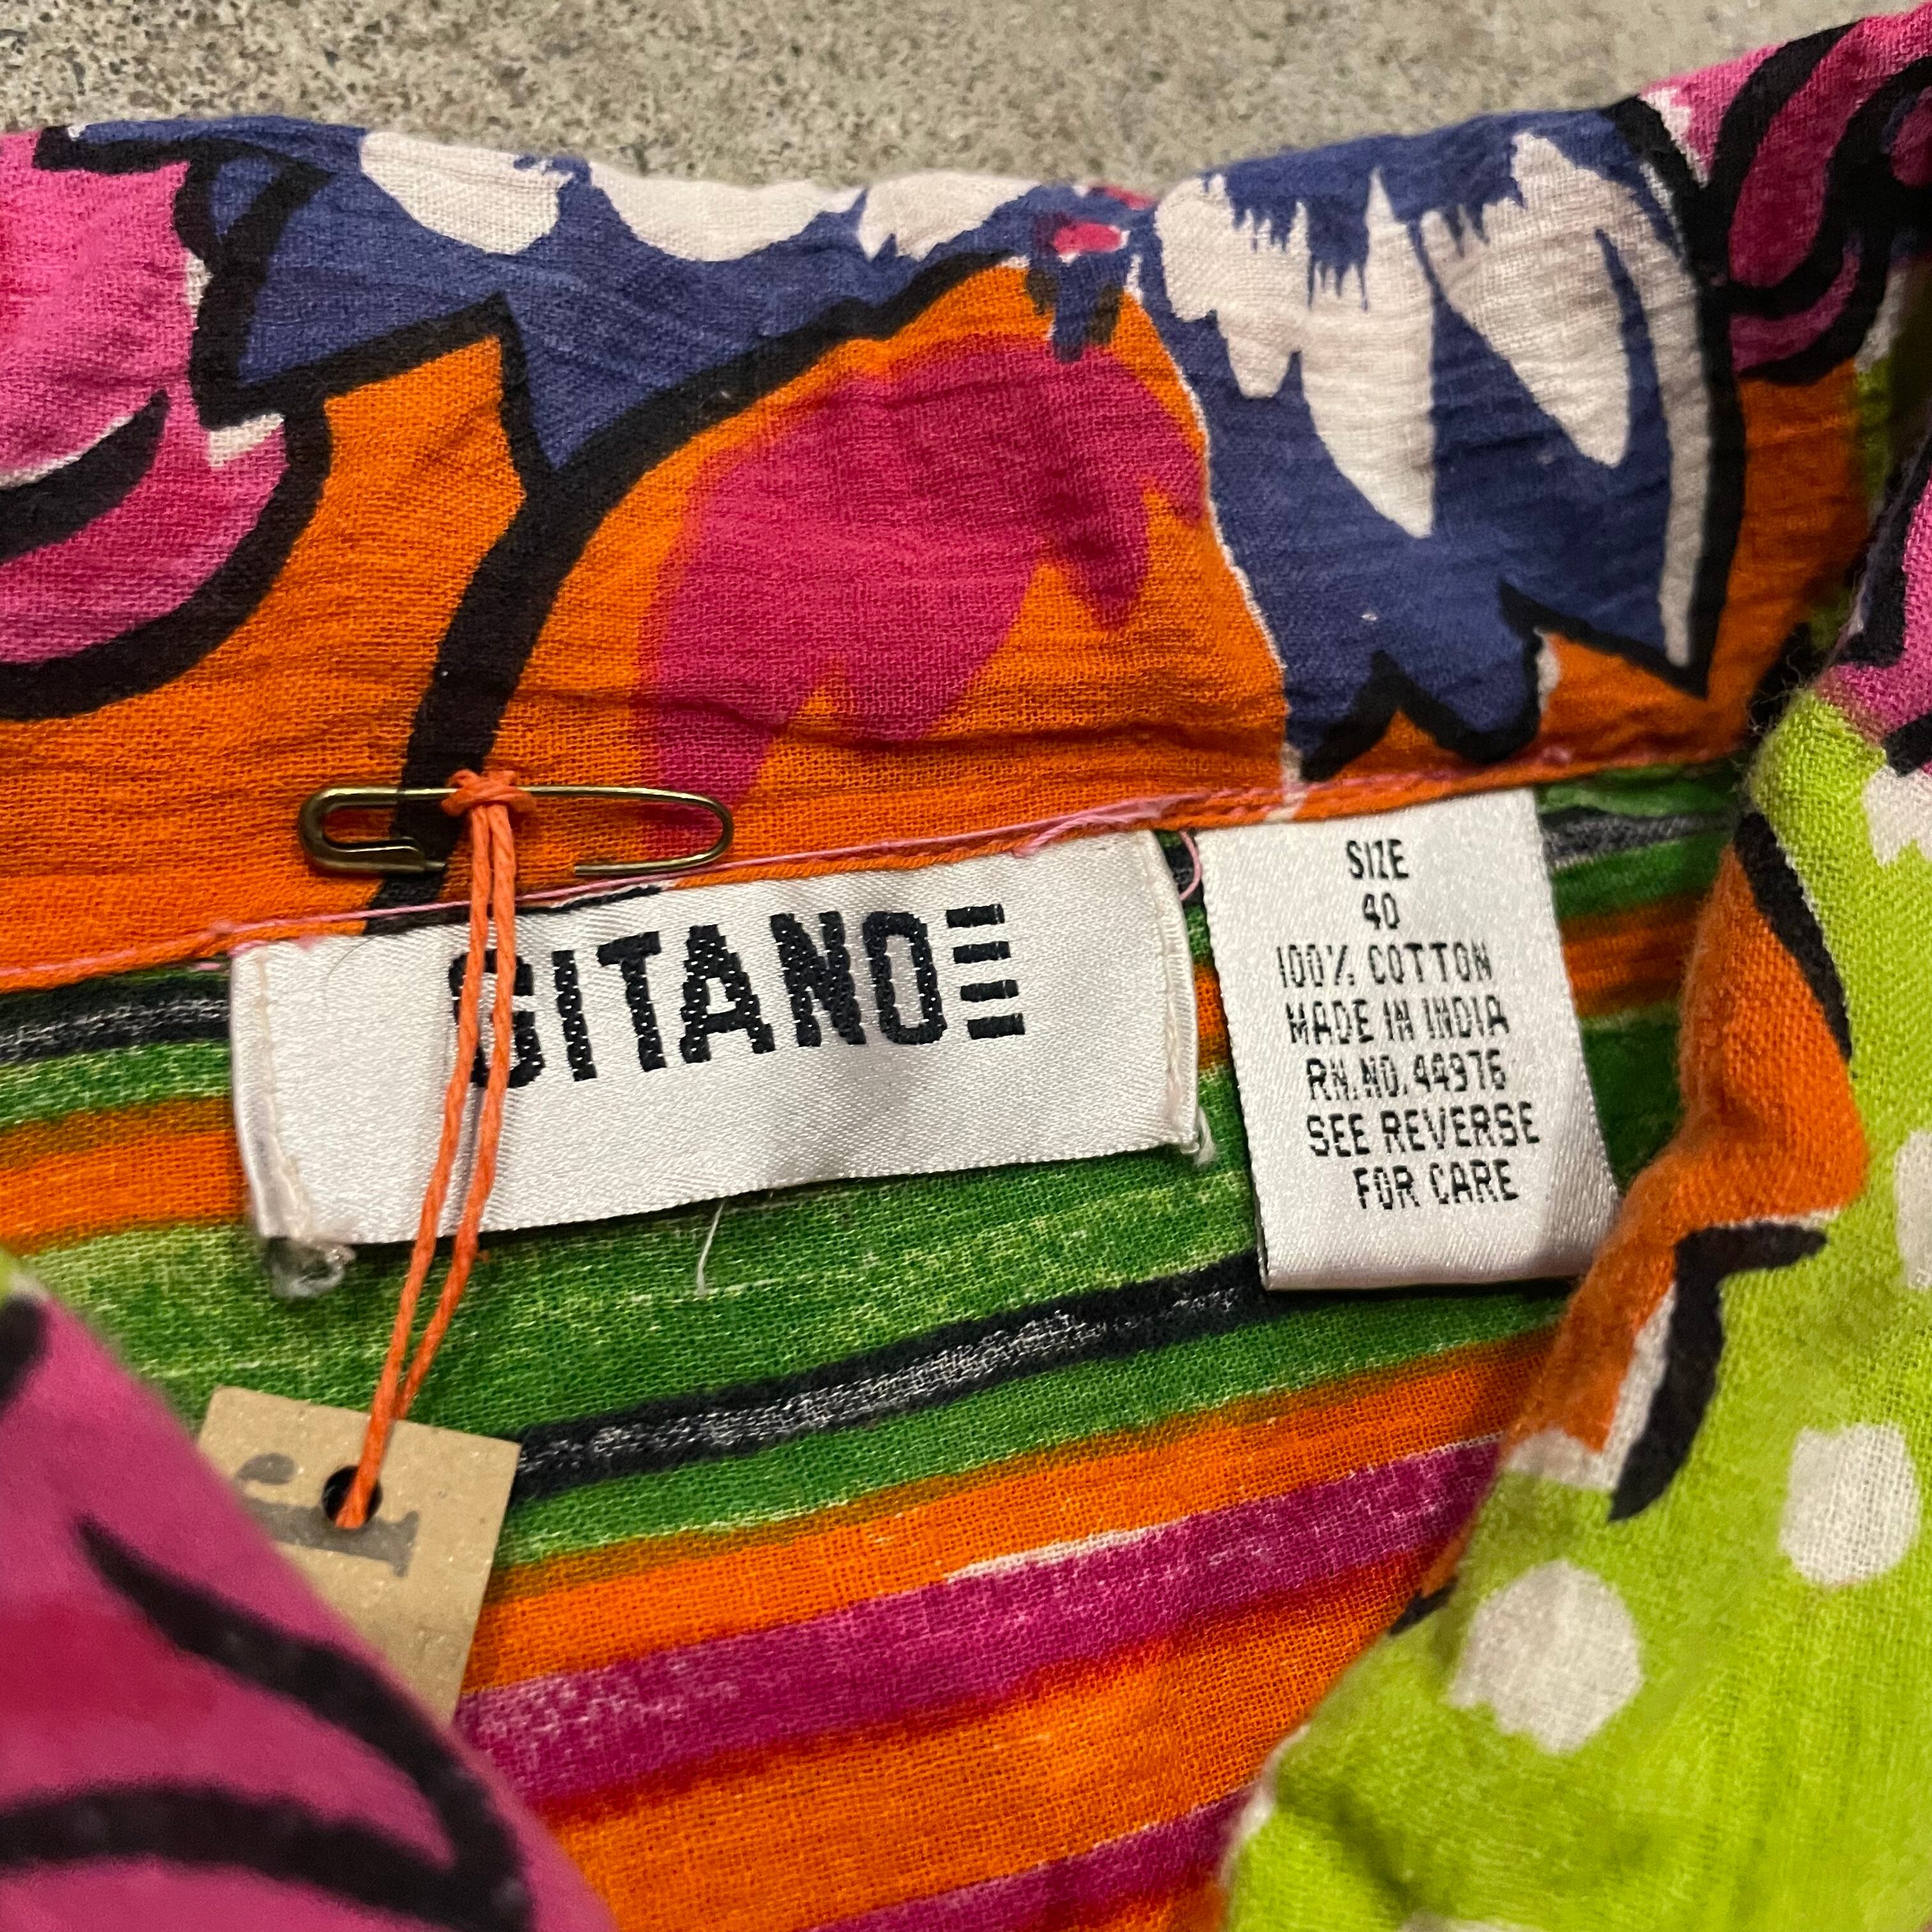 GITANO
SIZE
40
100% COTTON
MADE IN INDIA
RN.NO.44976
SEE REVERSE
FOR CARE